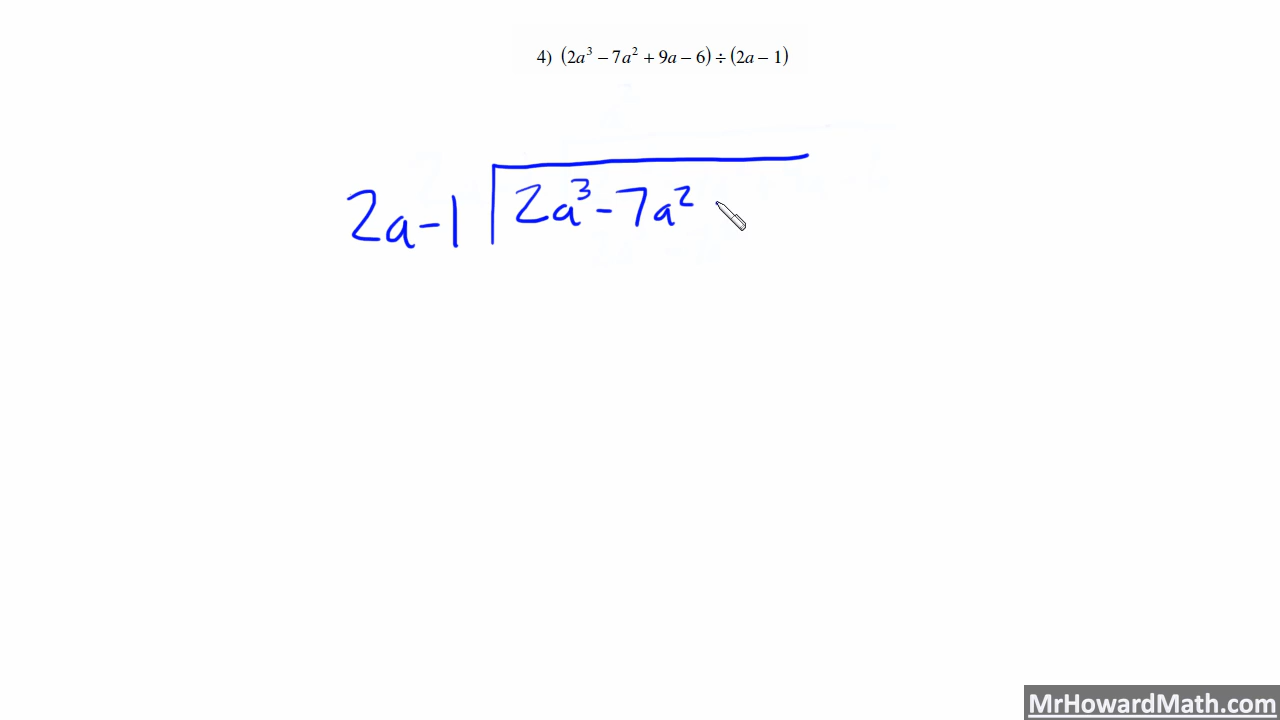 4) (2a³ − 7a² + 9a − 6) ÷ (2a − 1)
2a-1 2a³-7a²
MrHowardMath.com